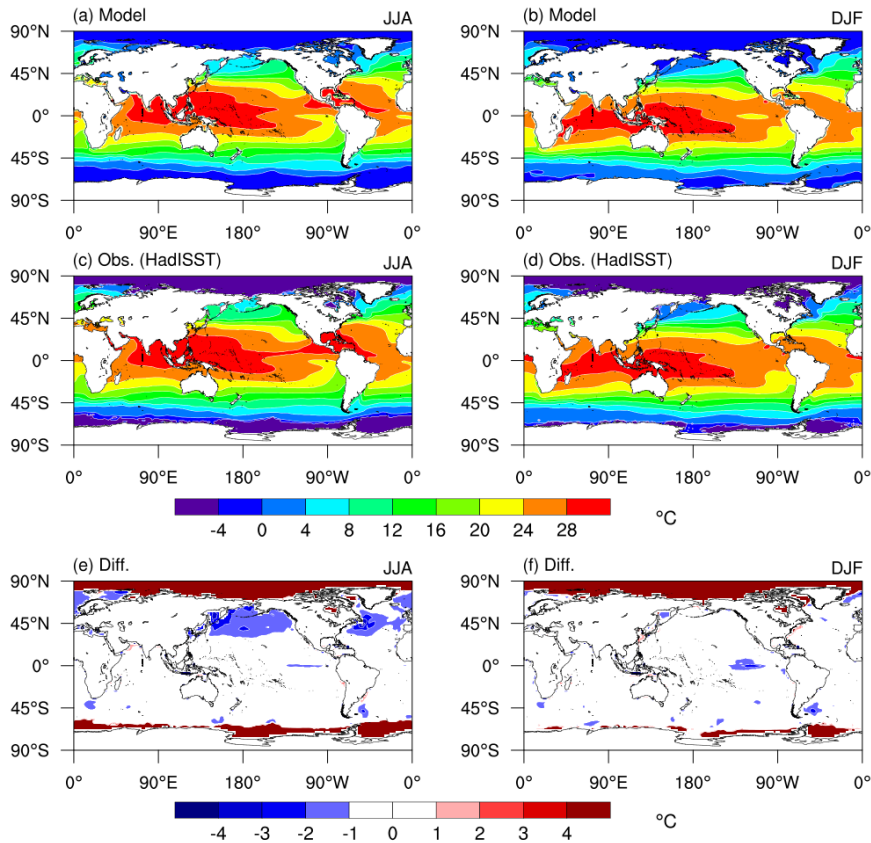 (a) Model JJA
90°N
45°N
0°
45°S
90°S
0° 90°E 180° 90°W 0°
(b) Model DJF
90°N
45°N
0°
45°S
90°S
0° 90°E 180° 90°W 0°
(c) Obs. (HadISST) JJA
90°N
45°N
0°
45°S
90°S
0° 90°E 180° 90°W 0°
(d) Obs. (HadISST) DJF
90°N
45°N
0°
45°S
90°S
0° 90°E 180° 90°W 0°
-4 0 4 8 12 16 20 24 28 °C
(e) Diff. JJA
90°N
45°N
0°
45°S
90°S
0° 90°E 180° 90°W 0°
(f) Diff. DJF
90°N
45°N
0°
45°S
90°S
0° 90°E 180° 90°W 0°
-4 -3 -2 -1 0 1 2 3 4 °C